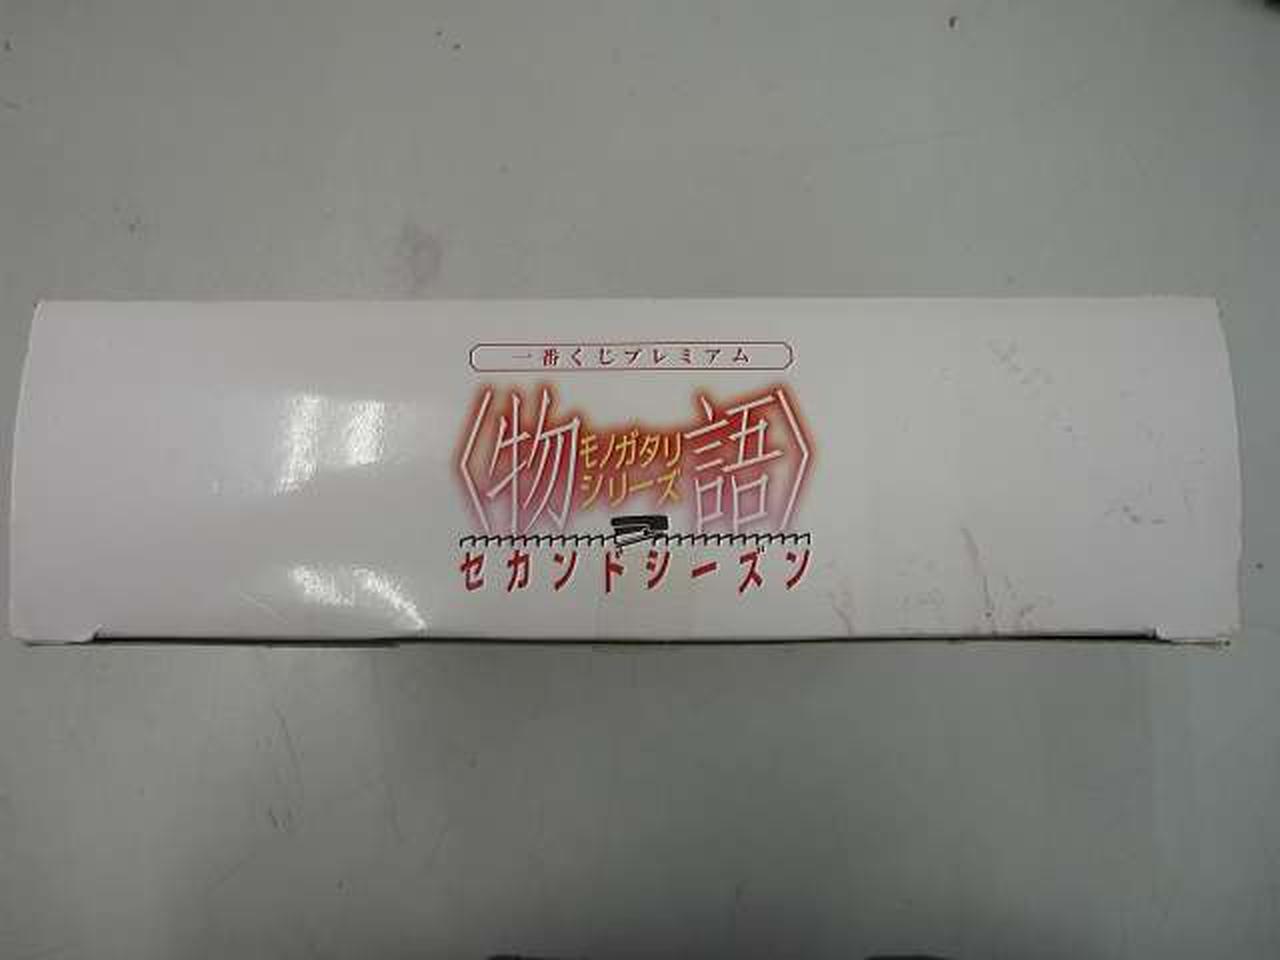 一番くじプレミアム
〈物語〉
モノガタリ
シリーズ
セカンドシーズン